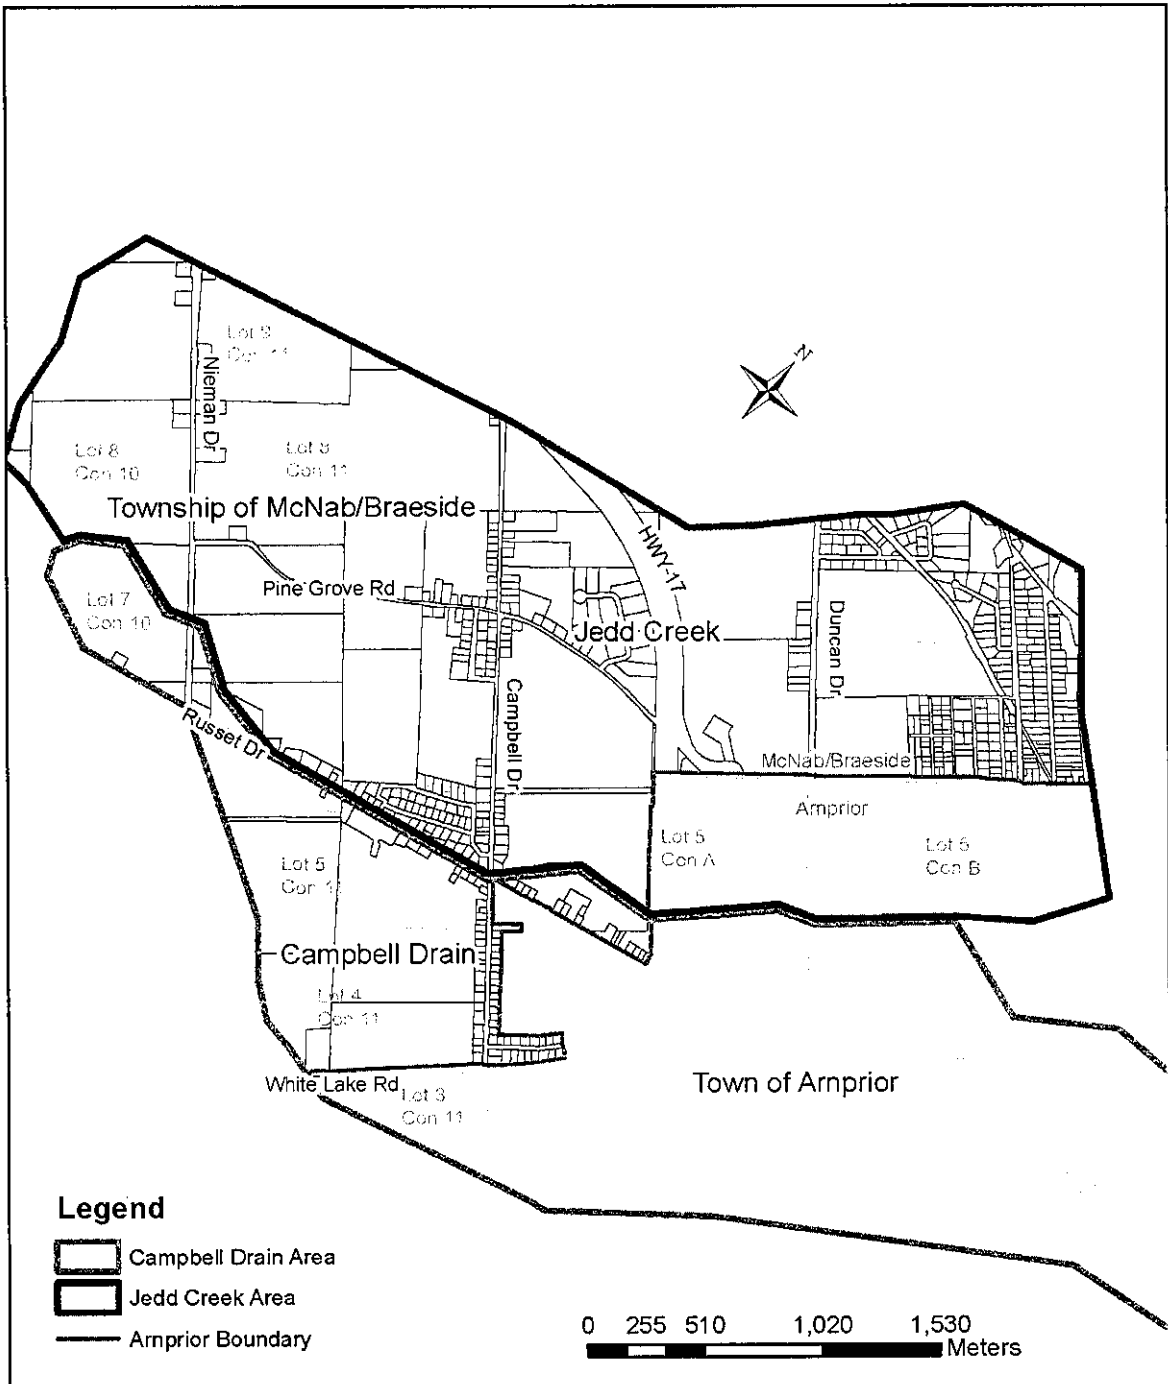 N
Lot 9
Con 11
Nieman Dr
Lot 8
Con 10
Con 11
Township of McNab/Braeside
HWY-17
Pine Grove Rd
Lot 7
Con 10
Jedd Creek
Duncan Dr
Campbell Dr
Russet Dr
McNab/Braeside
Arnprior
Lot 5
Con A
Lot 5
Con B
Lot 5
Con 11
Campbell Drain
Lot 4
Con 11
White Lake Rd
Lot 3
Con 11
Town of Arnprior
Legend
Campbell Drain Area
Jedd Creek Area
Arnprior Boundary
0 255 510 1,020 1,530
Meters